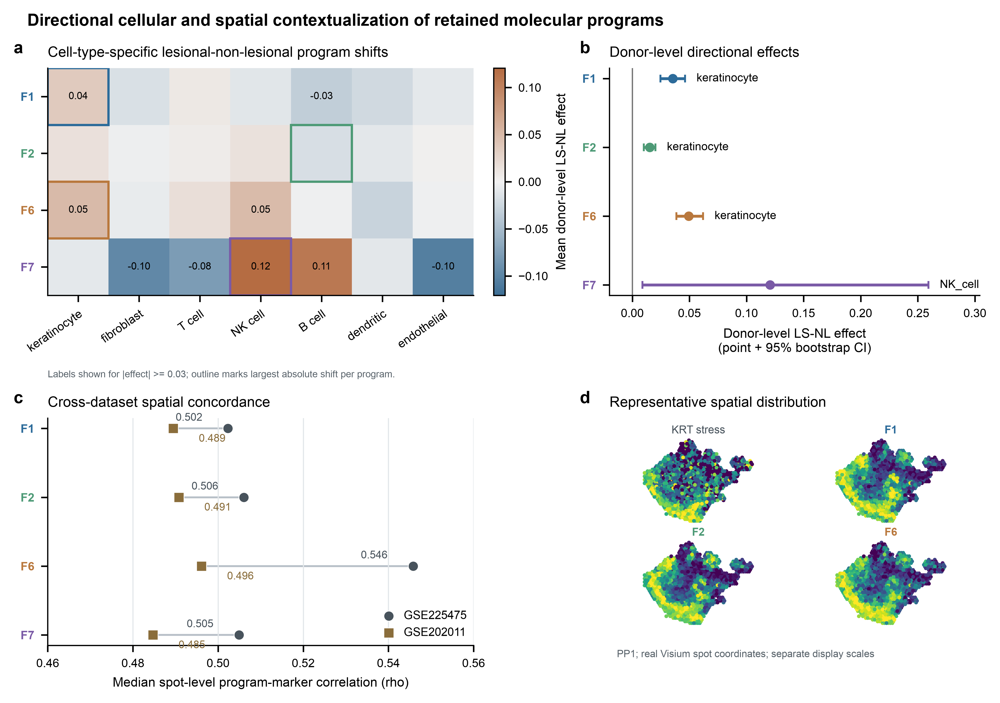 Directional cellular and spatial contextualization of retained molecular programs
a
Cell-type-specific lesional-non-lesional program shifts
F1
F2
F6
F7
0.04
-0.03
0.05
0.05
-0.10
-0.08
0.12
0.11
-0.10
keratinocyte
fibroblast
T cell
NK cell
B cell
dendritic
endothelial
0.10
0.05
0.00
−0.05
−0.10
Mean donor-level LS-NL effect
Labels shown for |effect| >= 0.03; outline marks largest absolute shift per program.
b
Donor-level directional effects
F1
keratinocyte
F2
keratinocyte
F6
keratinocyte
F7
NK_cell
0.00
0.05
0.10
0.15
0.20
0.25
0.30
Donor-level LS-NL effect
(point + 95% bootstrap CI)
c
Cross-dataset spatial concordance
F1
0.502
0.489
F2
0.506
0.491
F6
0.546
0.496
F7
0.505
0.485
GSE225475
GSE202011
0.46
0.48
0.50
0.52
0.54
0.56
Median spot-level program-marker correlation (rho)
d
Representative spatial distribution
KRT stress
F1
F2
F6
PP1; real Visium spot coordinates; separate display scales